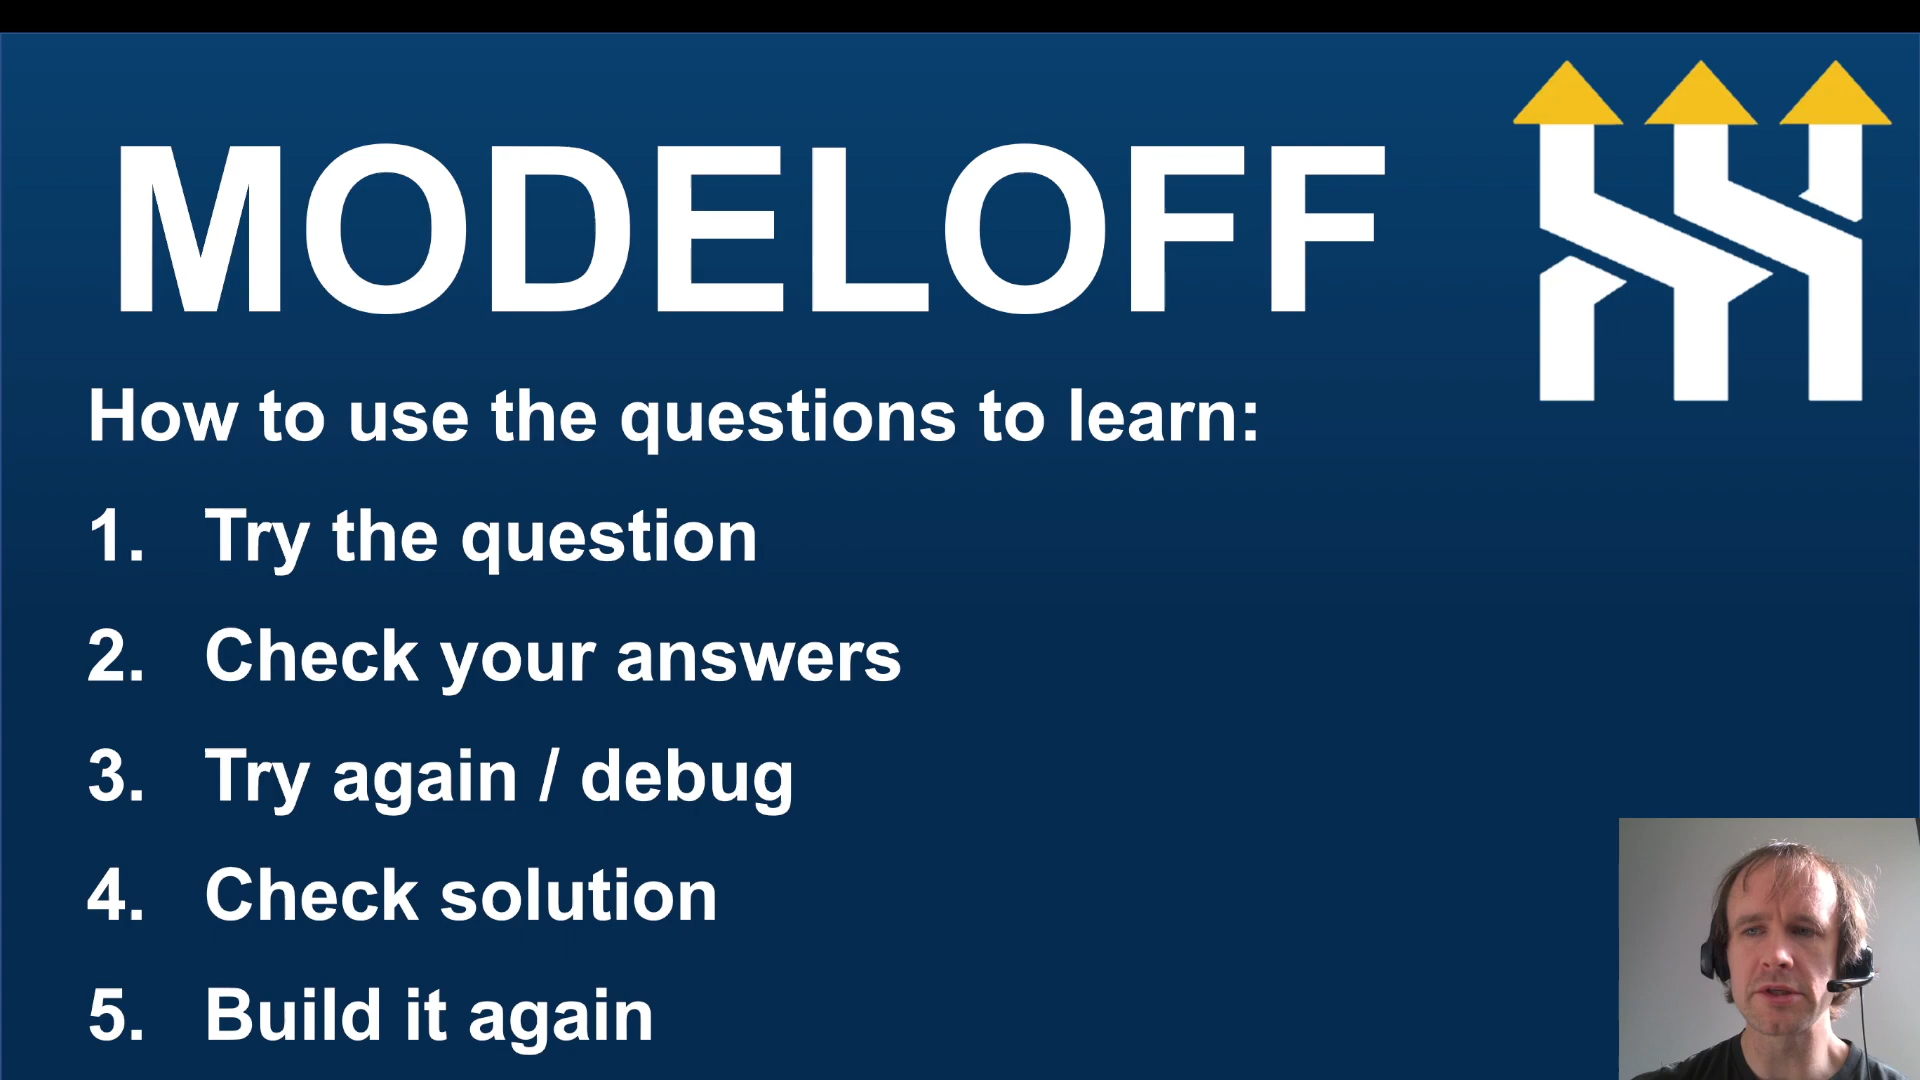 MODELOFF
How to use the questions to learn:
1. Try the question
2. Check your answers
3. Try again / debug
4. Check solution
5. Build it again